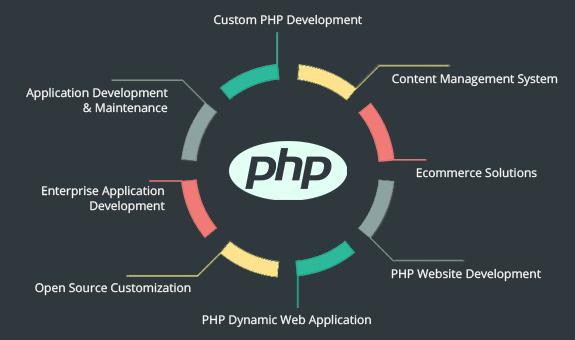 Custom PHP Development
Content Management System
Application Development
& Maintenance
php
Ecommerce Solutions
Enterprise Application
Development
PHP Website Development
Open Source Customization
PHP Dynamic Web Application